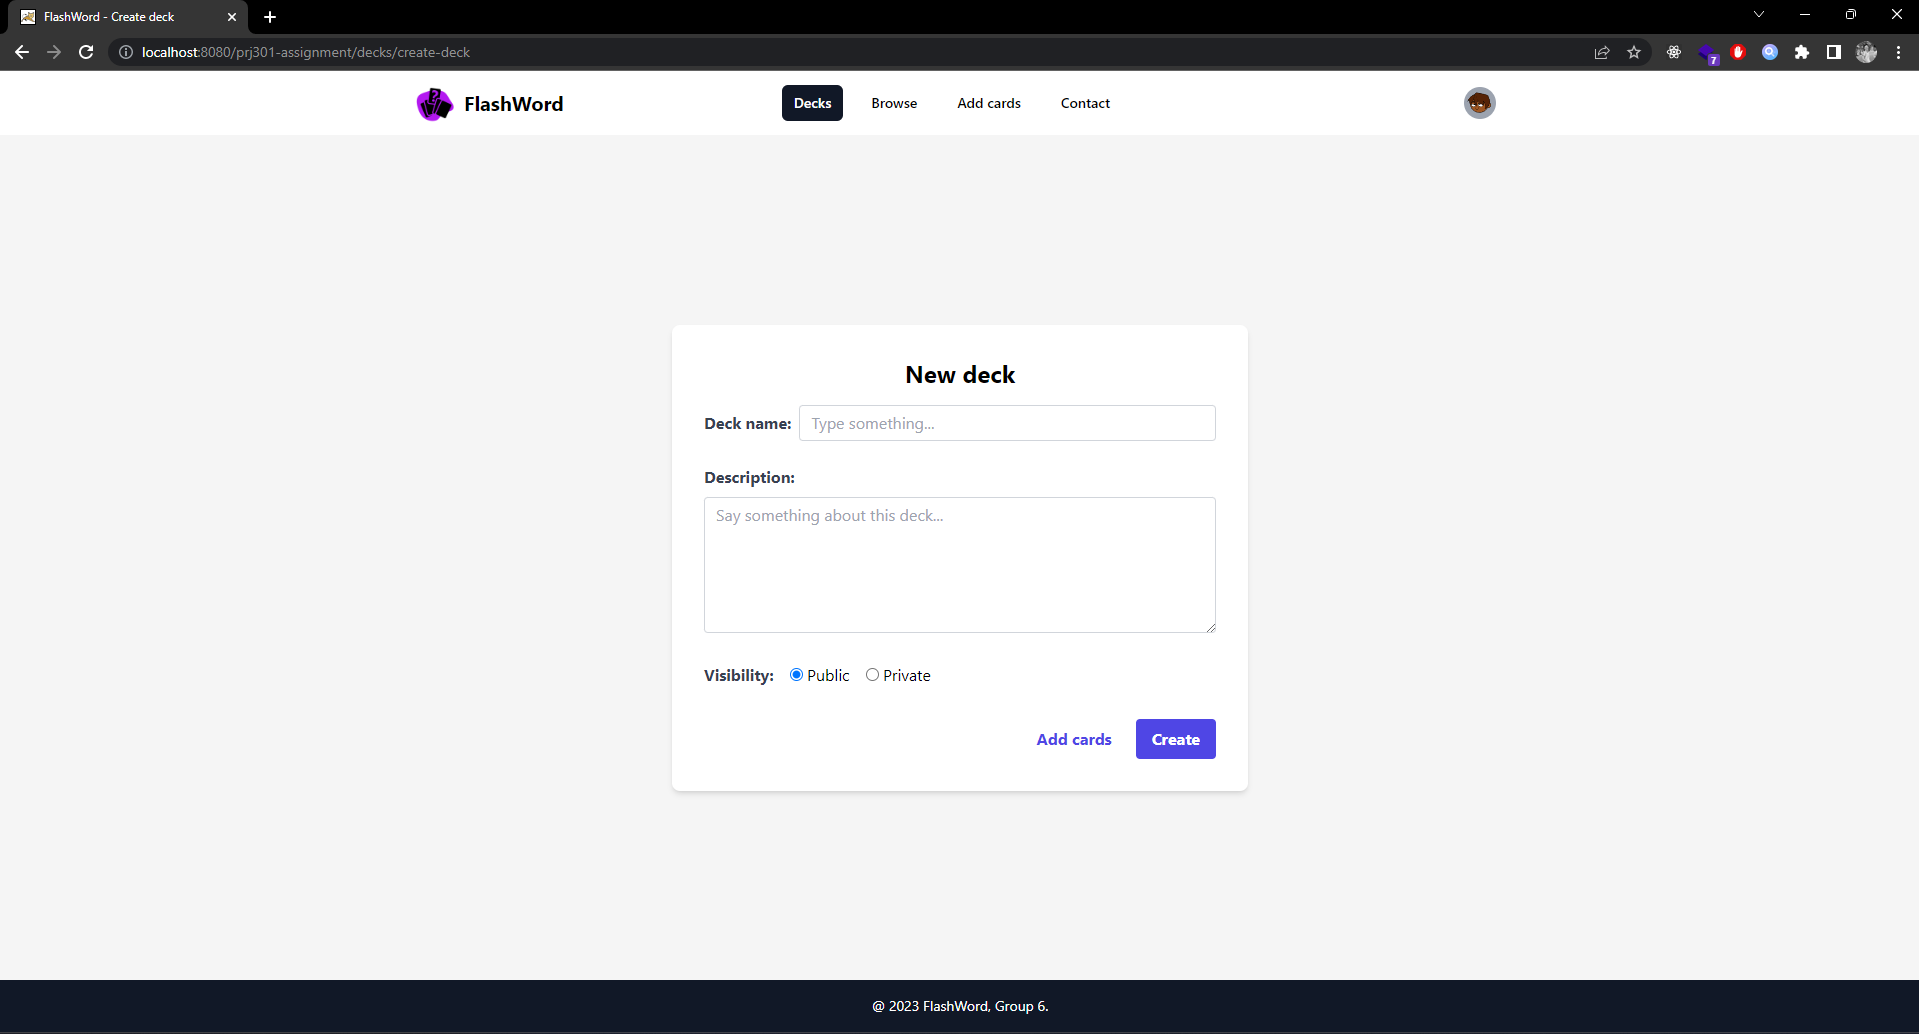 FlashWord - Create deck
localhost:8080/prj301-assignment/decks/create-deck
7
FlashWord
Decks Browse Add cards Contact
New deck
Deck name: Type something...
Description:
Say something about this deck...
Visibility: Public Private
Add cards Create
@ 2023 FlashWord, Group 6.